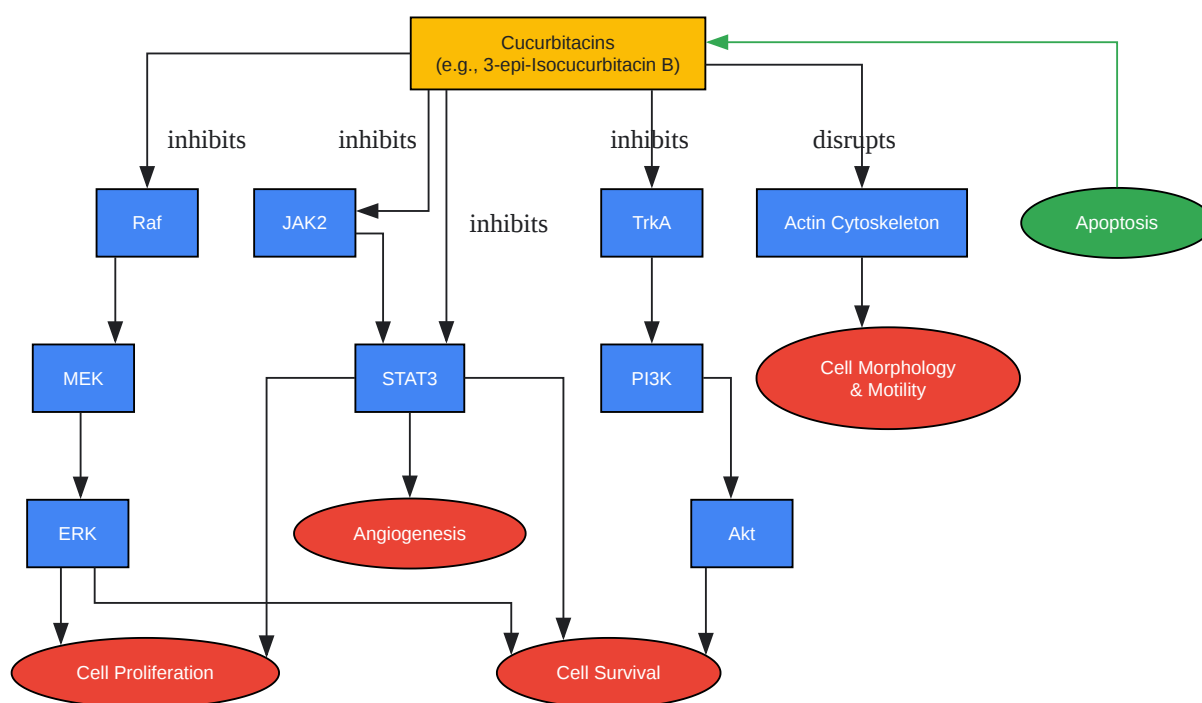 Cucurbitacins
(e.g., 3-epi-Isocucurbitacin B)
inhibits
inhibits
inhibits
disrupts
Raf
JAK2
inhibits
TrkA
Actin Cytoskeleton
Apoptosis
MEK
STAT3
PI3K
Cell Morphology
& Motility
ERK
Angiogenesis
Akt
Cell Proliferation
Cell Survival